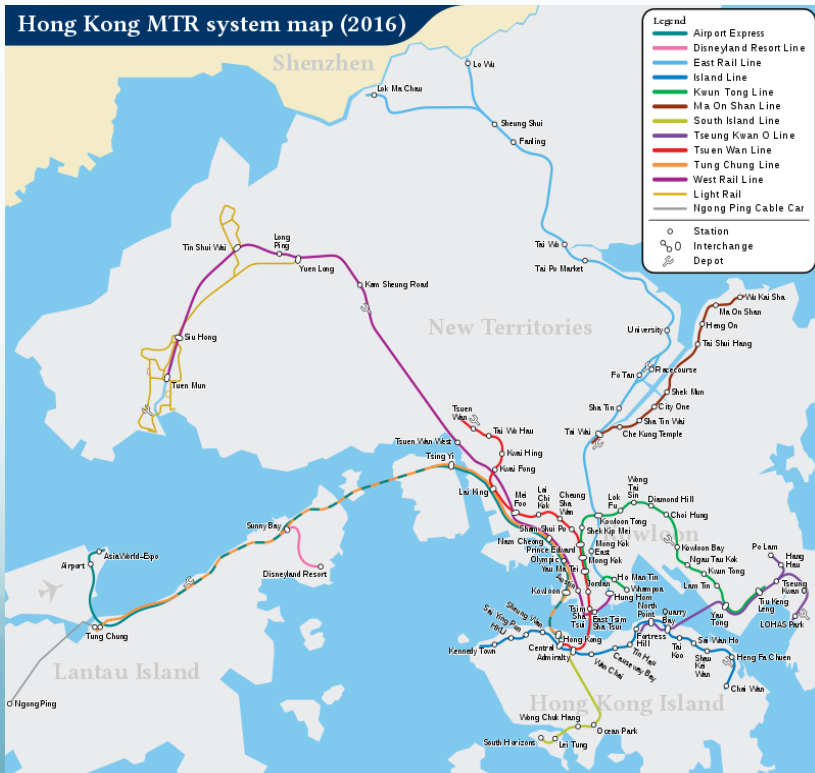 Hong Kong MTR system map (2016)
Legend
Airport Express
Disneyland Resort Line
East Rail Line
Island Line
Kwun Tong Line
Ma On Shan Line
South Island Line
Tseung Kwan O Line
Tsuen Wan Line
Tung Chung Line
West Rail Line
Light Rail
Ngong Ping Cable Car
Station
Interchange
Depot
Shenzhen
Lo Wu
Lok Ma Chau
Sheung Shui
Fanling
Tai Wo
Tai Po Market
Long
Ping
Tin Shui Wai
Yuen Long
Kam Sheung Road
New Territories
Wu Kai Sha
Ma On Shan
Heng On
Tai Shui Hang
University
Siu Hong
Racecourse
Fo Tan
Tuen Mun
Shek Mun
City One
Sha Tin
Sha Tin Wai
Che Kung Temple
Tai Wai
Tsuen
Wan
Tai Wo Hau
Tsuen Wan West
Kwai Hing
Kwai Fong
Tsing Yi
Lai King
Mei
Foo
Lai
Chi
Kok
Cheung
Sha
Wan
Lok
Fu
Wong
Tai
Sin
Diamond Hill
Choi Hung
Kowloon Tong
Sham Shui Po
Shek Kip Mei
Kowloon
Nam Cheong
Prince Edward
Mong Kok
East
Mong Kok
Olympic
Yau Ma Tei
Kowloon Bay
Ngau Tau Kok
Kwun Tong
Lam Tin
Po Lam
Hang
Hau
Tseung
Kwan O
Tiu Keng
Leng
LOHAS Park
Yau
Tong
Sunny Bay
Disneyland Resort
AsiaWorld-Expo
Airport
Tung Chung
Lantau Island
Ngong Ping
Austin
Jordan
Kowloon
Ho Man Tin
Whampoa
Hung Hom
Tsim
Sha
Tsui
East Tsim
Sha Tsui
North
Point
Quarry
Bay
Sheung Wan
Sai Ying Pun
HKU
Kennedy Town
Hong Kong
Central
Admiralty
Wan Chai
Causeway Bay
Tin Hau
Fortress
Hill
Tai
Koo
Sai Wan Ho
Shau
Kei
Wan
Heng Fa Chuen
Chai Wan
Hong Kong Island
Wong Chuk Hang
Ocean Park
South Horizons
Lei Tung